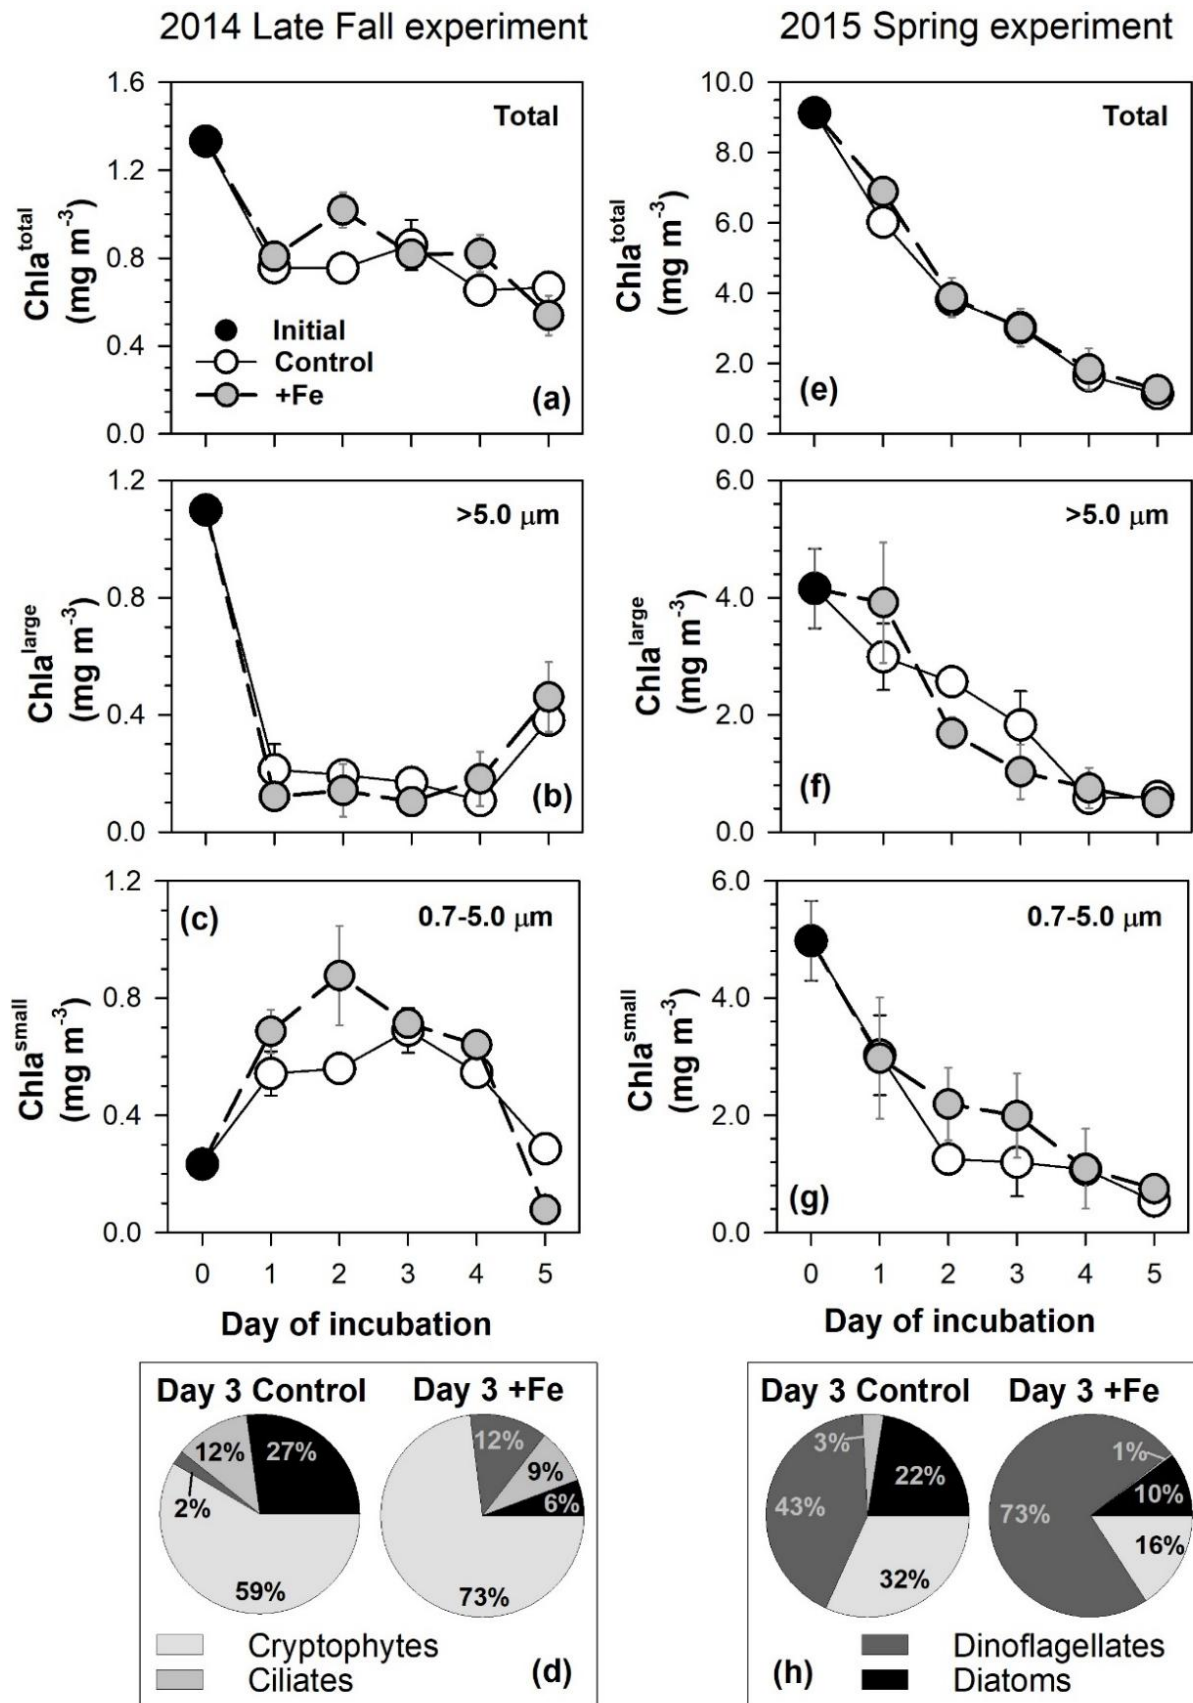 2014 Late Fall experiment
2015 Spring experiment
1.6
1.2
0.8
0.4
0.0
Chla^total
(mg m^-3)
Total
Initial
Control
+Fe
(a)
10.0
8.0
6.0
4.0
2.0
0.0
Chla^total
(mg m^-3)
Total
(e)
1.2
0.8
0.4
0.0
Chla^large
(mg m^-3)
>5.0 μm
(b)
6.0
4.0
2.0
0.0
Chla^large
(mg m^-3)
>5.0 μm
(f)
1.2
0.8
0.4
0.0
Chla^small
(mg m^-3)
(c)
0.7-5.0 μm
0 1 2 3 4 5
Day of incubation
6.0
4.0
2.0
0.0
Chla^small
(mg m^-3)
0.7-5.0 μm
(g)
0 1 2 3 4 5
Day of incubation
Day 3 Control
12%
27%
2%
59%
Day 3 +Fe
12%
9%
6%
73%
Cryptophytes
Ciliates
(d)
Day 3 Control
3%
22%
43%
32%
Day 3 +Fe
1%
10%
73%
16%
(h)
Dinoflagellates
Diatoms